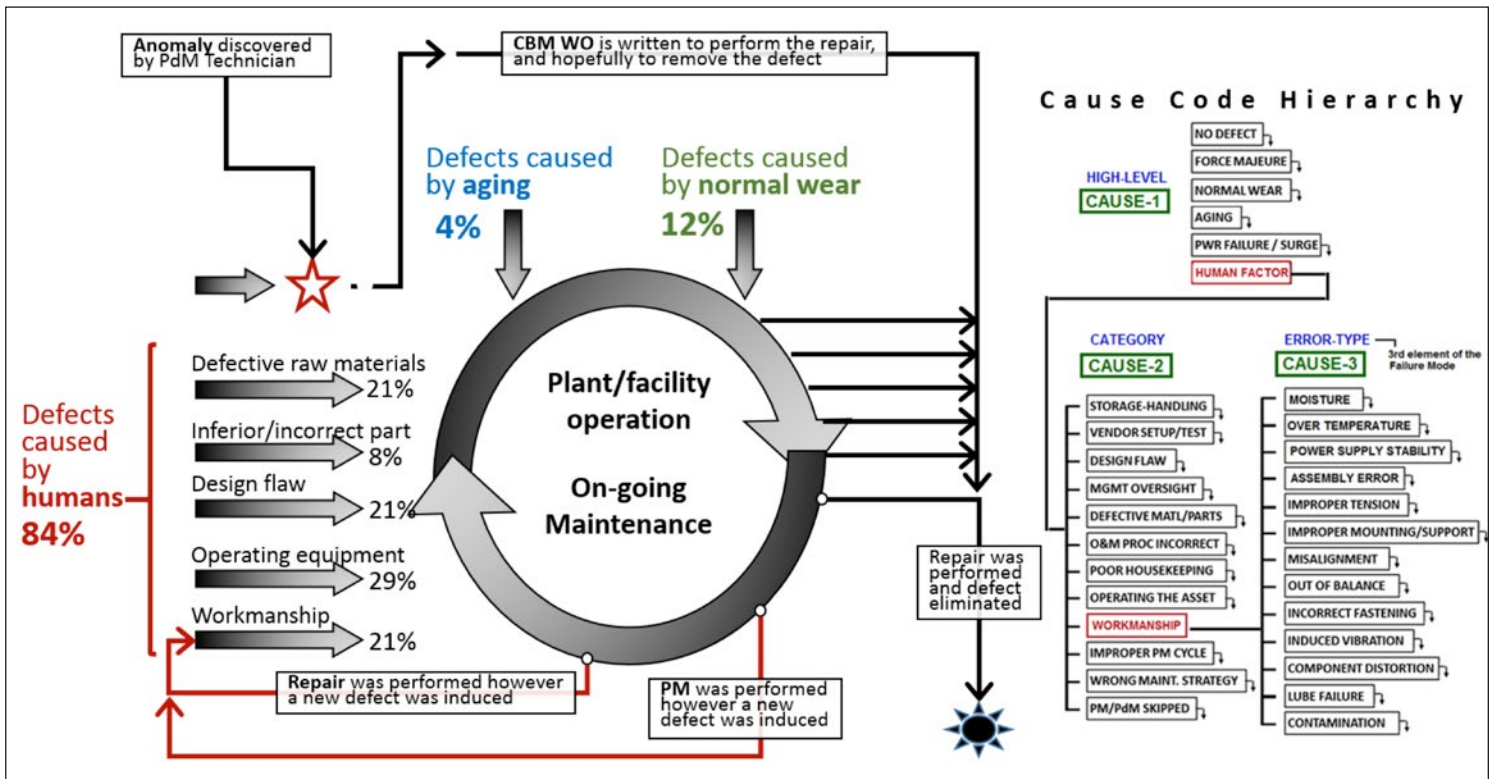 Anomaly discovered
by PdM Technician
CBM WO is written to perform the repair,
and hopefully to remove the defect
Defects caused
by aging
4%
Defects caused
by normal wear
12%
Defects
caused
by
humans
84%
Defective raw materials
21%
Inferior/incorrect part
8%
Design flaw
21%
Operating equipment
29%
Workmanship
21%
Plant/facility
operation
On-going
Maintenance
Repair was
performed
and defect
eliminated
Repair was performed however
a new defect was induced
PM was performed
however a new
defect was induced
Cause Code Hierarchy
HIGH-LEVEL
CAUSE-1
NO DEFECT
FORCE MAJEURE
NORMAL WEAR
AGING
PWR FAILURE / SURGE
HUMAN FACTOR
CATEGORY
CAUSE-2
STORAGE-HANDLING
VENDOR SETUP/TEST
DESIGN FLAW
MGMT OVERSIGHT
DEFECTIVE MATL/PARTS
O&M PROC INCORRECT
POOR HOUSEKEEPING
OPERATING THE ASSET
WORKMANSHIP
IMPROPER PM CYCLE
WRONG MAINT. STRATEGY
PM/PdM SKIPPED
ERROR-TYPE
CAUSE-3
3rd element of the
Failure Mode
MOISTURE
OVER TEMPERATURE
POWER SUPPLY STABILITY
ASSEMBLY ERROR
IMPROPER TENSION
IMPROPER MOUNTING/SUPPORT
MISALIGNMENT
OUT OF BALANCE
INCORRECT FASTENING
INDUCED VIBRATION
COMPONENT DISTORTION
LUBE FAILURE
CONTAMINATION